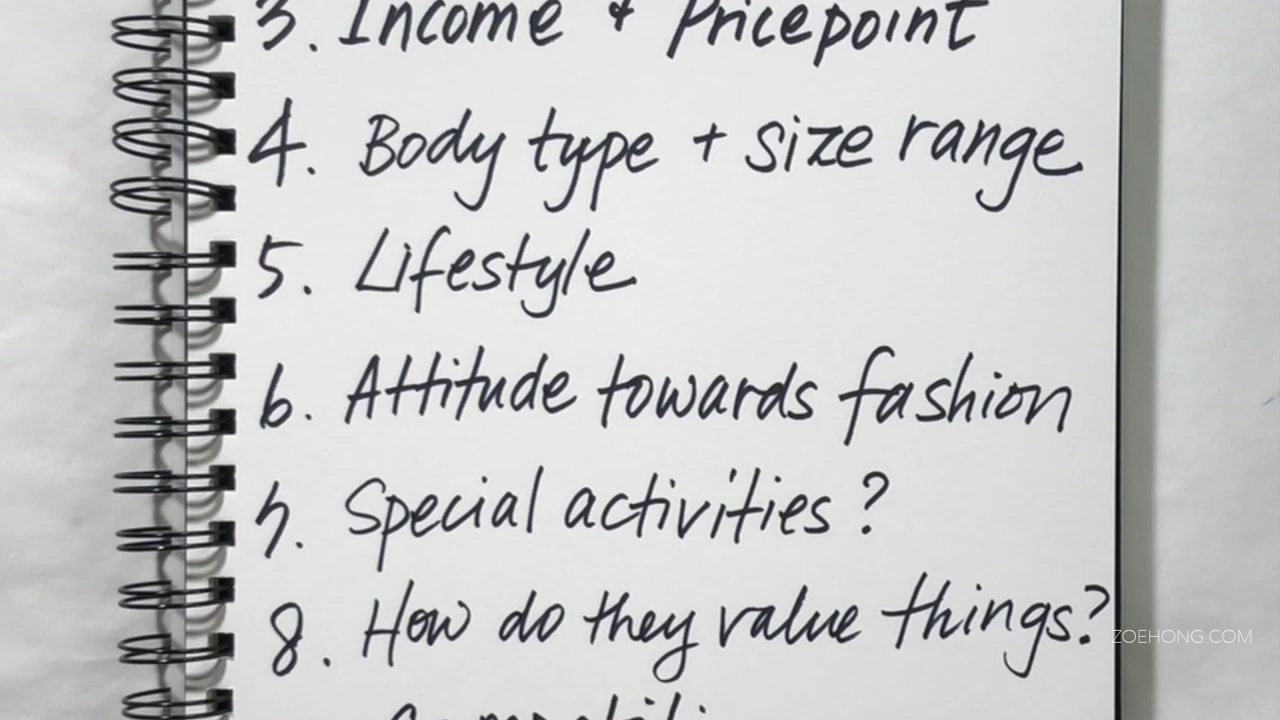 3. Income + Pricepoint
4. Body type + size range
5. Lifestyle
6. Attitude towards fashion
7. Special activities?
8. How do they value things?
ZOEHONG.COM